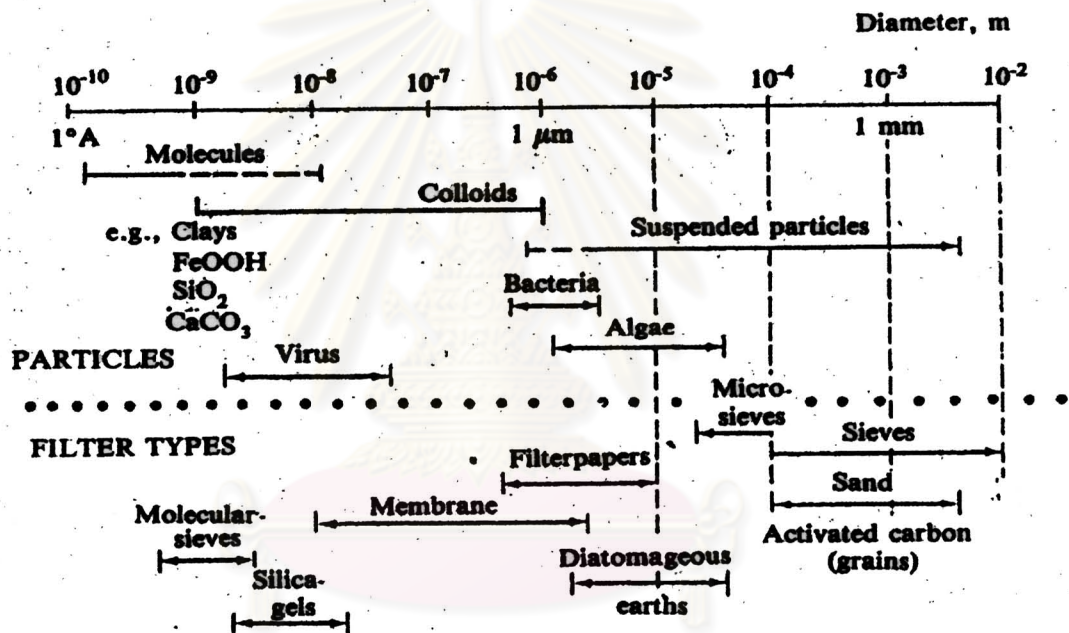 Diameter, m
10⁻¹⁰ 10⁻⁹ 10⁻⁸ 10⁻⁷ 10⁻⁶ 10⁻⁵ 10⁻⁴ 10⁻³ 10⁻²
1°A 1 μm 1 mm
Molecules
Colloids
e.g., Clays
FeOOH
SiO₂
CaCO₃
Suspended particles
Bacteria
Algae
PARTICLES
Virus
Micro-
sieves
FILTER TYPES
Sieves
Filterpapers
Sand
Membrane
Molecular-
sieves
Activated carbon
(grains)
Diatomageous
earths
Silica-
gels